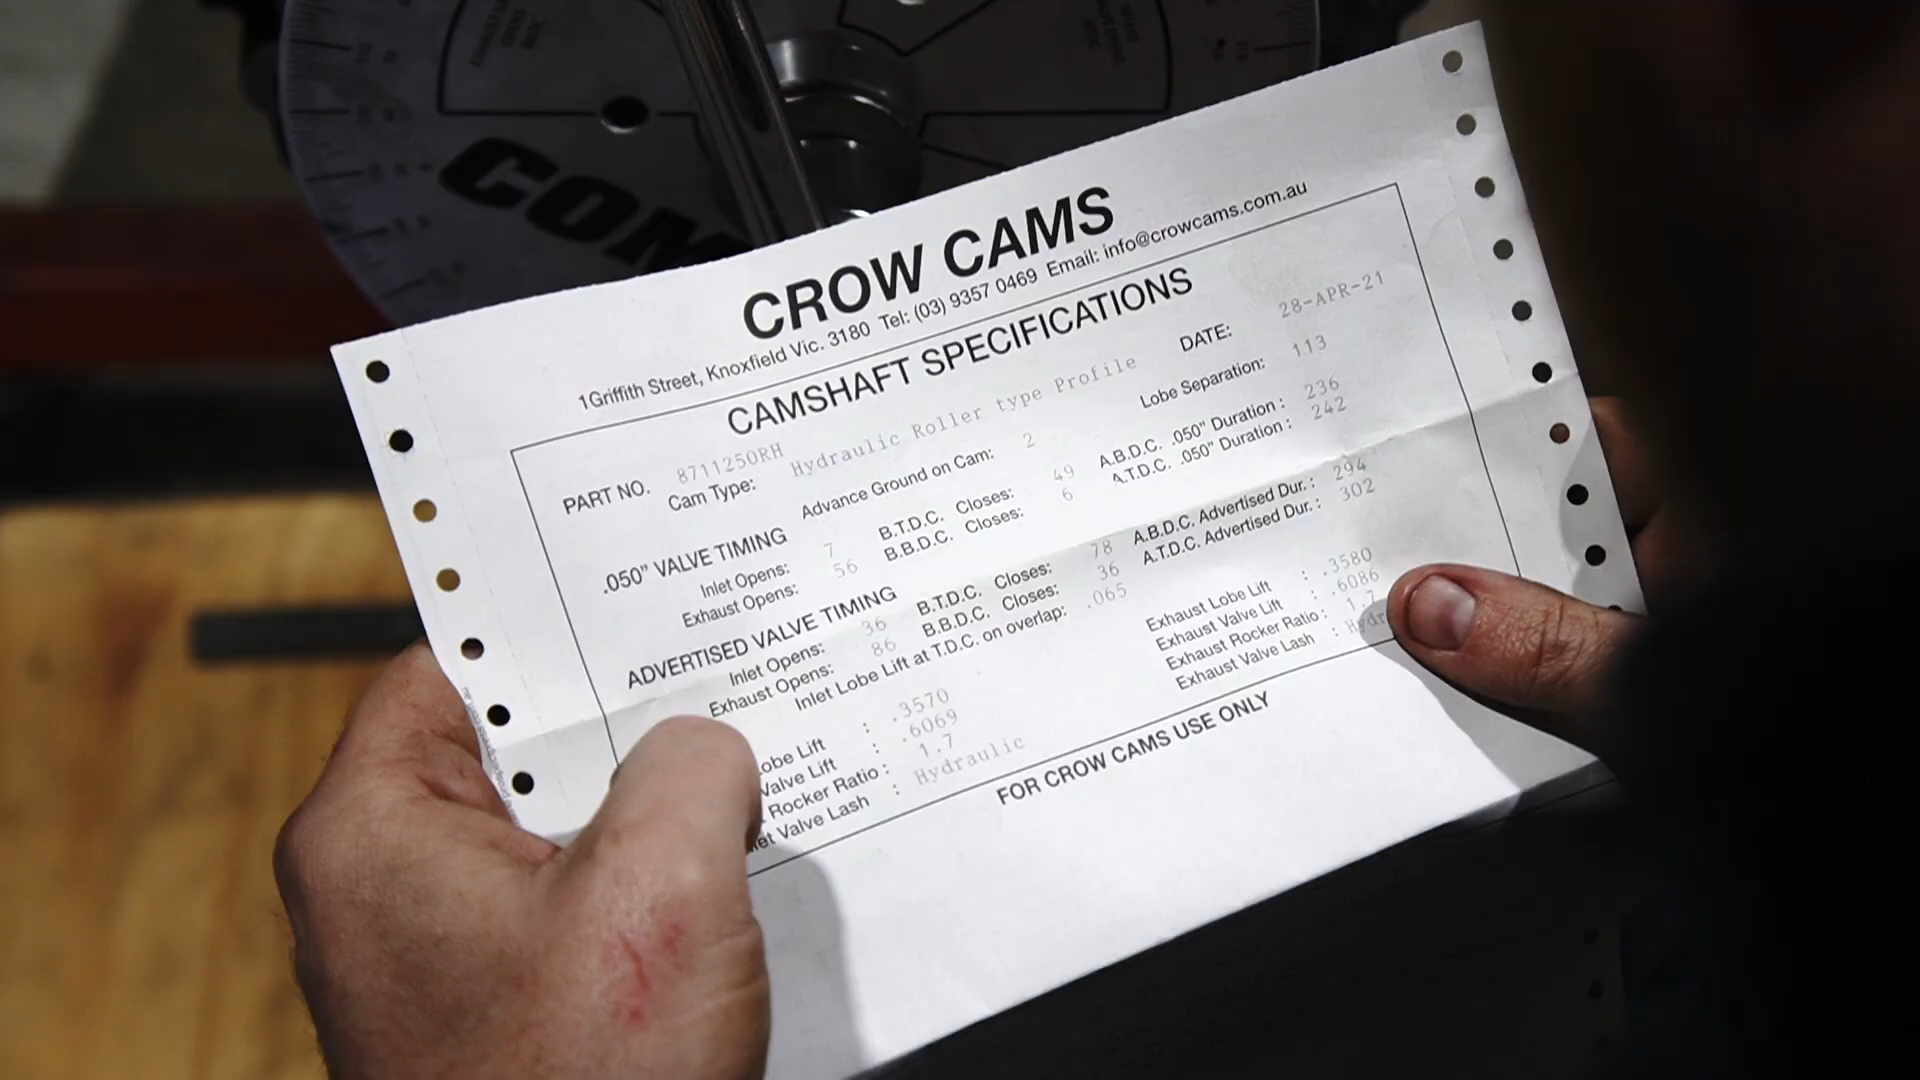 COM
CROW CAMS
1Griffith Street, Knoxfield Vic. 3180 Tel: (03) 9357 0469 Email: info@crowcams.com.au
CAMSHAFT SPECIFICATIONS
PART NO. 8711250RH DATE: 28-APR-21
Cam Type: Hydraulic Roller type Profile
Advance Ground on Cam: 2 Lobe Separation: 113
.050" VALVE TIMING
Inlet Opens: 7 B.T.D.C. Closes: 49 A.B.D.C. .050" Duration : 236
Exhaust Opens: 56 B.B.D.C. Closes: 6 A.T.D.C. .050" Duration : 242
ADVERTISED VALVE TIMING
Inlet Opens: 36 B.T.D.C. Closes: 78 A.B.D.C. Advertised Dur. : 294
Exhaust Opens: 86 B.B.D.C. Closes: 36 A.T.D.C. Advertised Dur. : 302
Inlet Lobe Lift at T.D.C. on overlap: .065
obe Lift : .3570 Exhaust Lobe Lift : .3580
Valve Lift : .6069 Exhaust Valve Lift : .6086
Rocker Ratio : 1.7 Exhaust Rocker Ratio : 1.7
let Valve Lash : Hydraulic Exhaust Valve Lash : Hydr
FOR CROW CAMS USE ONLY